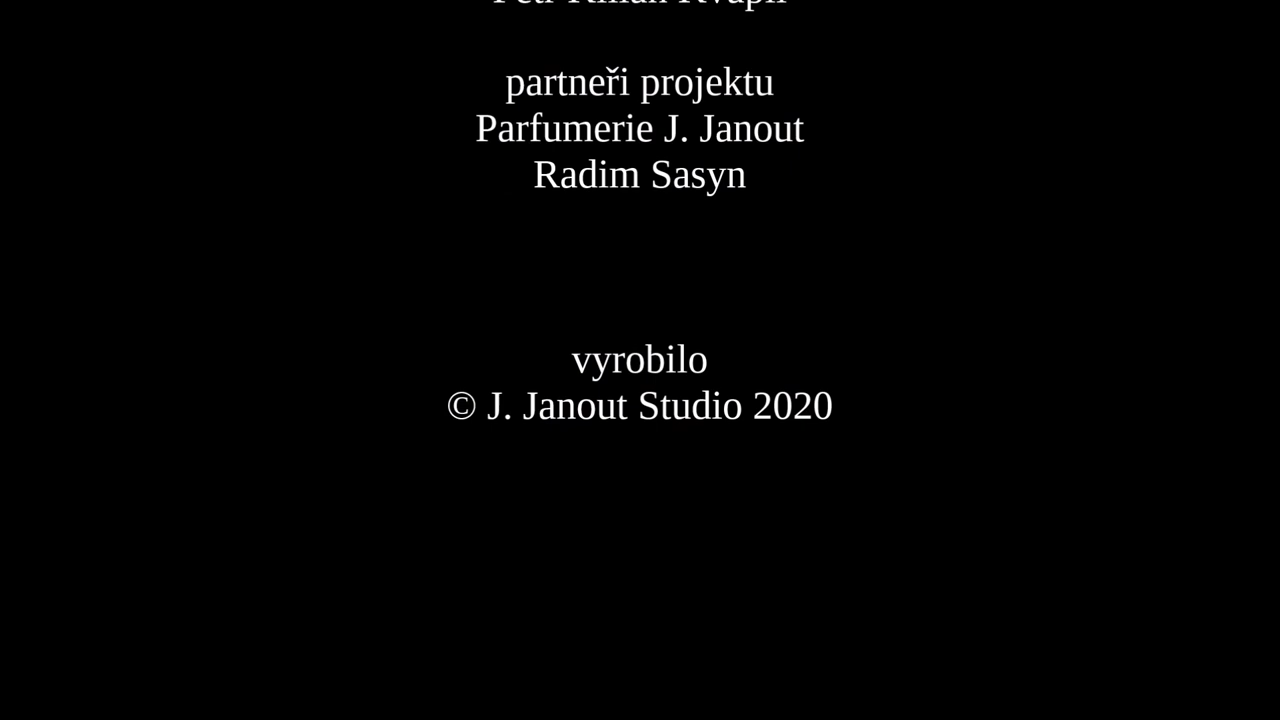 partneři projektu
Parfumerie J. Janout
Radim Sasyn
vyrobilo
© J. Janout Studio 2020